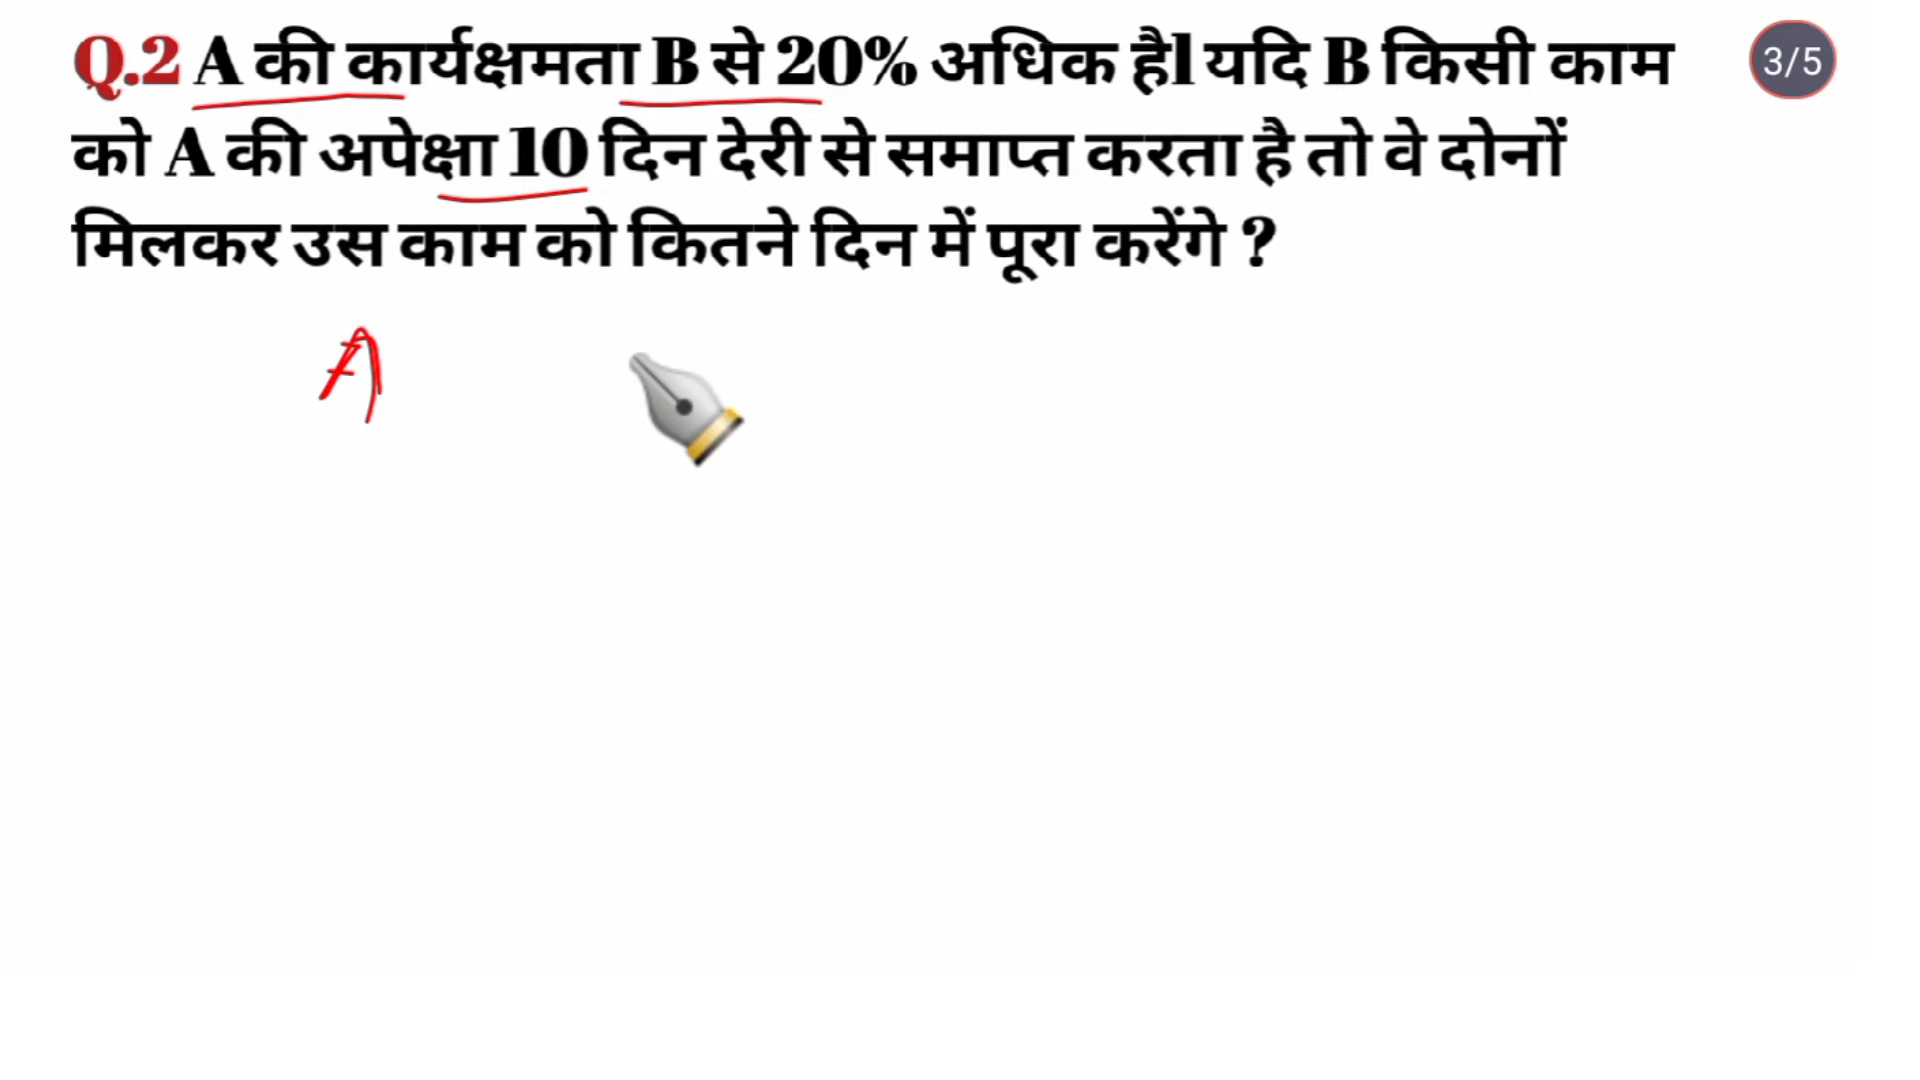 Q.2 A की कार्यक्षमता B से 20% अधिक है। यदि B किसी काम
3/5
को A की अपेक्षा 10 दिन देरी से समाप्त करता है तो वे दोनों
मिलकर उस काम को कितने दिन में पूरा करेंगे ?
A